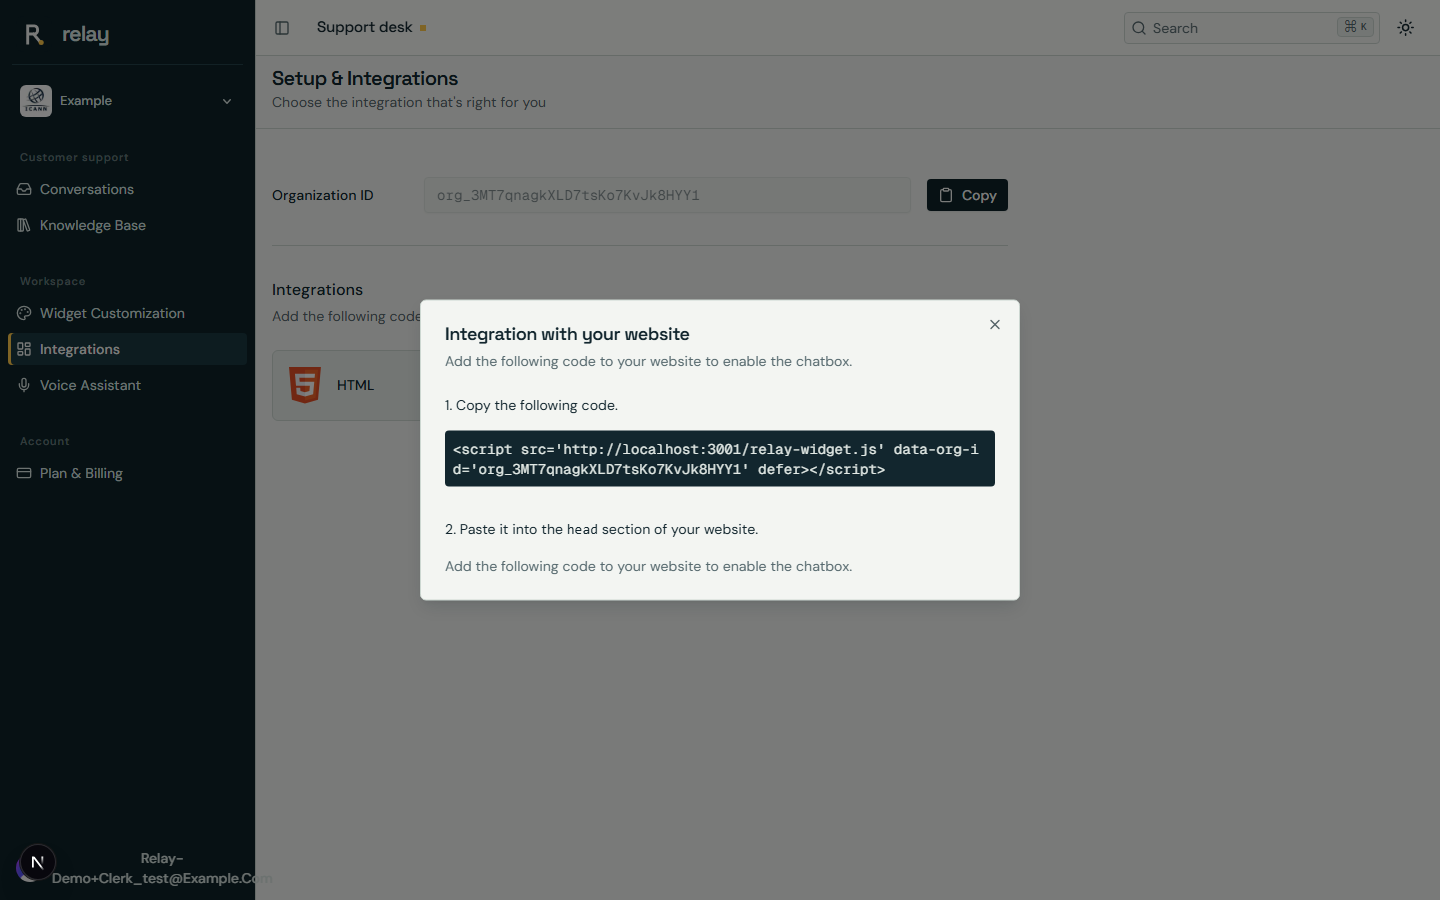 relay
Example
Customer support
Conversations
Knowledge Base
Workspace
Widget Customization
Integrations
Voice Assistant
Account
Plan & Billing
Relay-
Demo+Clerk_test@Example.Com
Support desk
Search
⌘ K
Setup & Integrations
Choose the integration that's right for you
Organization ID
org_3MT7qnagkXLD7tsKo7KvJk8HYY1
Copy
Integrations
Add the following code
HTML
Integration with your website
Add the following code to your website to enable the chatbox.
1. Copy the following code.
<script src='http://localhost:3001/relay-widget.js' data-org-i
d='org_3MT7qnagkXLD7tsKo7KvJk8HYY1' defer></script>
2. Paste it into the head section of your website.
Add the following code to your website to enable the chatbox.